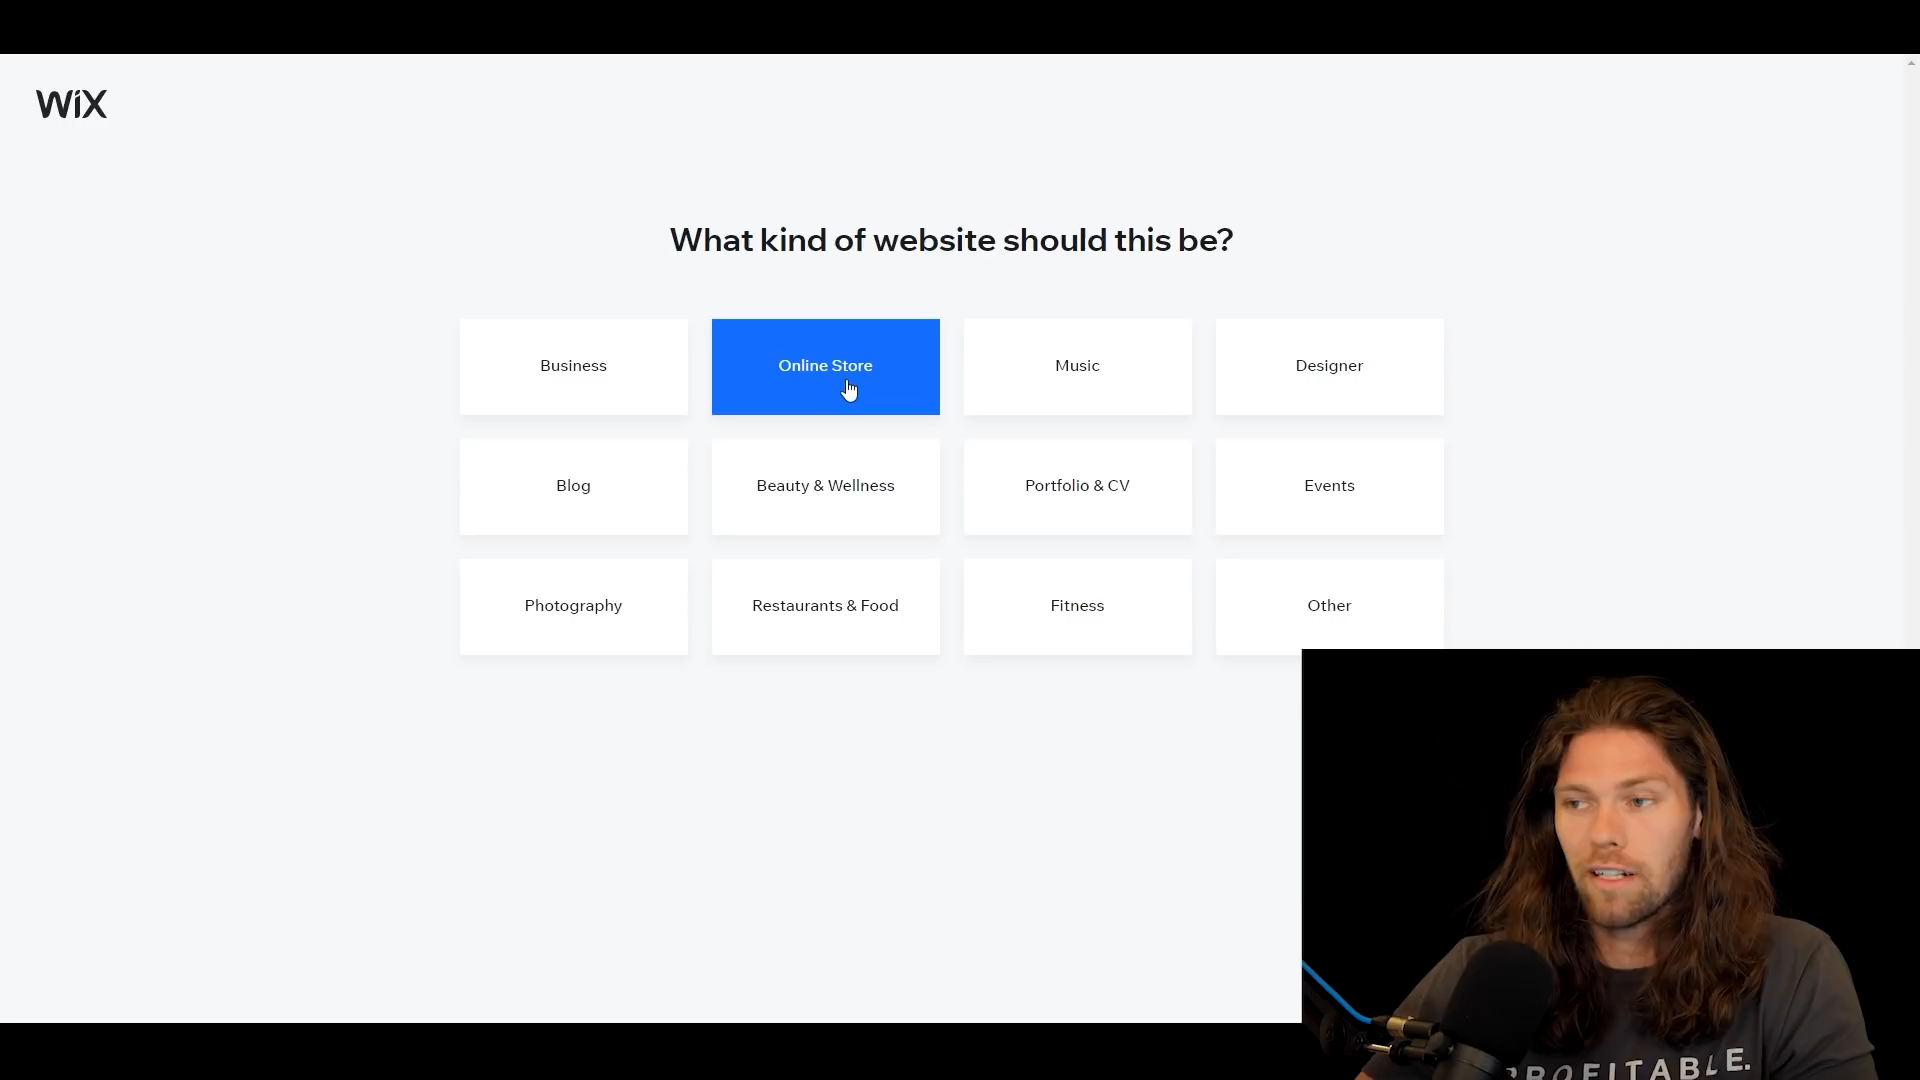 WiX
What kind of website should this be?
Business
Online Store
Music
Designer
Blog
Beauty & Wellness
Portfolio & CV
Events
Photography
Restaurants & Food
Fitness
Other
PROFITABLE.